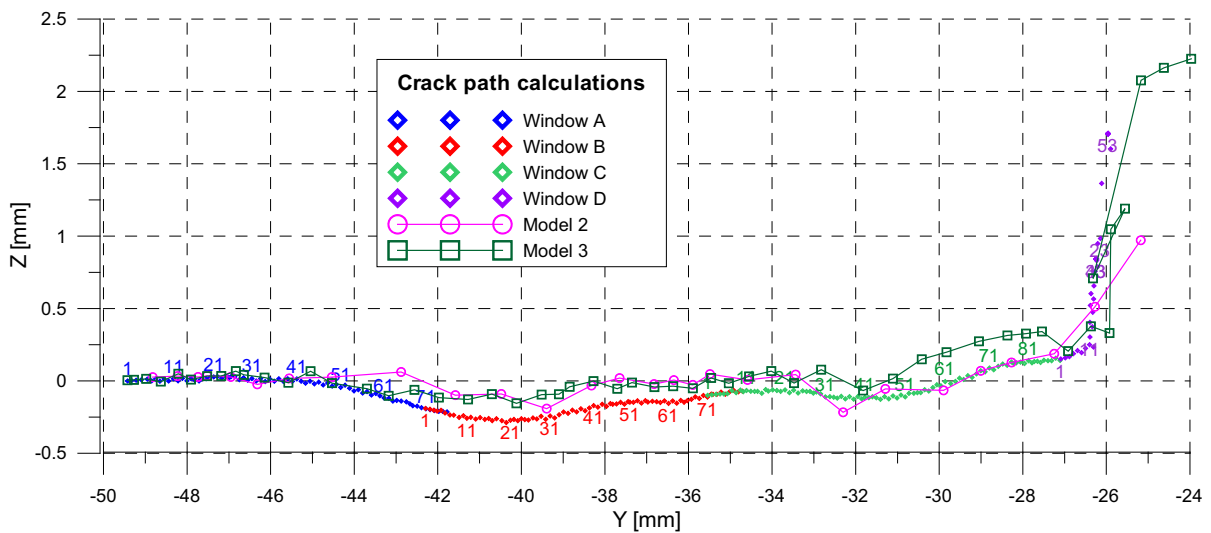 2.5
2
1.5
1
0.5
0
-0.5
Z [mm]
Crack path calculations
Window A
Window B
Window C
Window D
Model 2
Model 3
1 11 21 31 41 51 61 71
1 11 21 31 41 51 61 71
31 51 61 71 81
1 11 23 53
-50 -48 -46 -44 -42 -40 -38 -36 -34 -32 -30 -28 -26 -24
Y [mm]